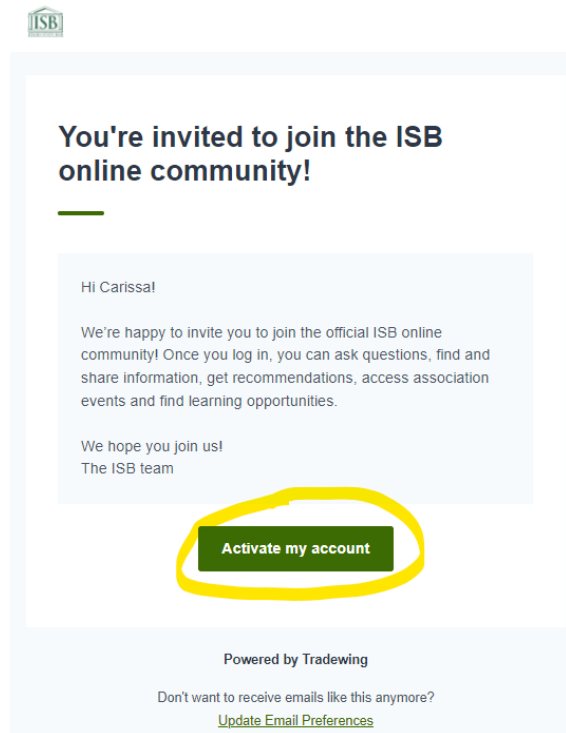 ISB
You're invited to join the ISB
online community!
Hi Carissa!
We're happy to invite you to join the official ISB online
community! Once you log in, you can ask questions, find and
share information, get recommendations, access association
events and find learning opportunities.
We hope you join us!
The ISB team
Activate my account
Powered by Tradewing
Don't want to receive emails like this anymore?
Update Email Preferences